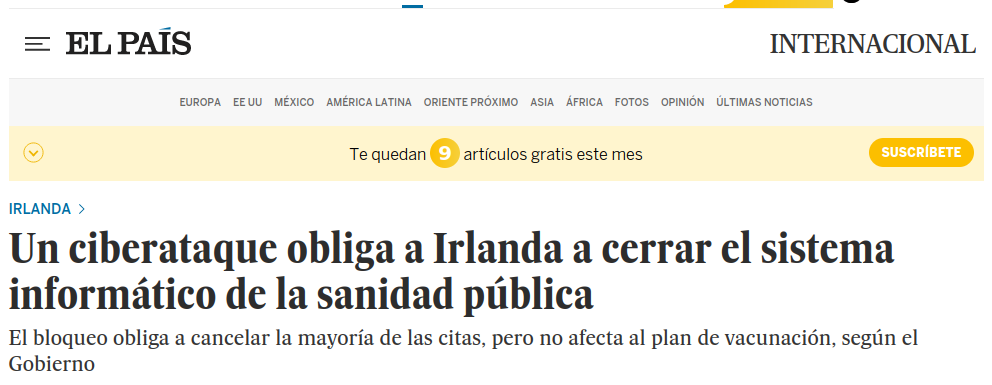 EL PAÍS
INTERNACIONAL
EUROPA EE UU MÉXICO AMÉRICA LATINA ORIENTE PRÓXIMO ASIA ÁFRICA FOTOS OPINIÓN ÚLTIMAS NOTICIAS
Te quedan 9 artículos gratis este mes
SUSCRÍBETE
IRLANDA
Un ciberataque obliga a Irlanda a cerrar el sistema
informático de la sanidad pública
El bloqueo obliga a cancelar la mayoría de las citas, pero no afecta al plan de vacunación, según el
Gobierno